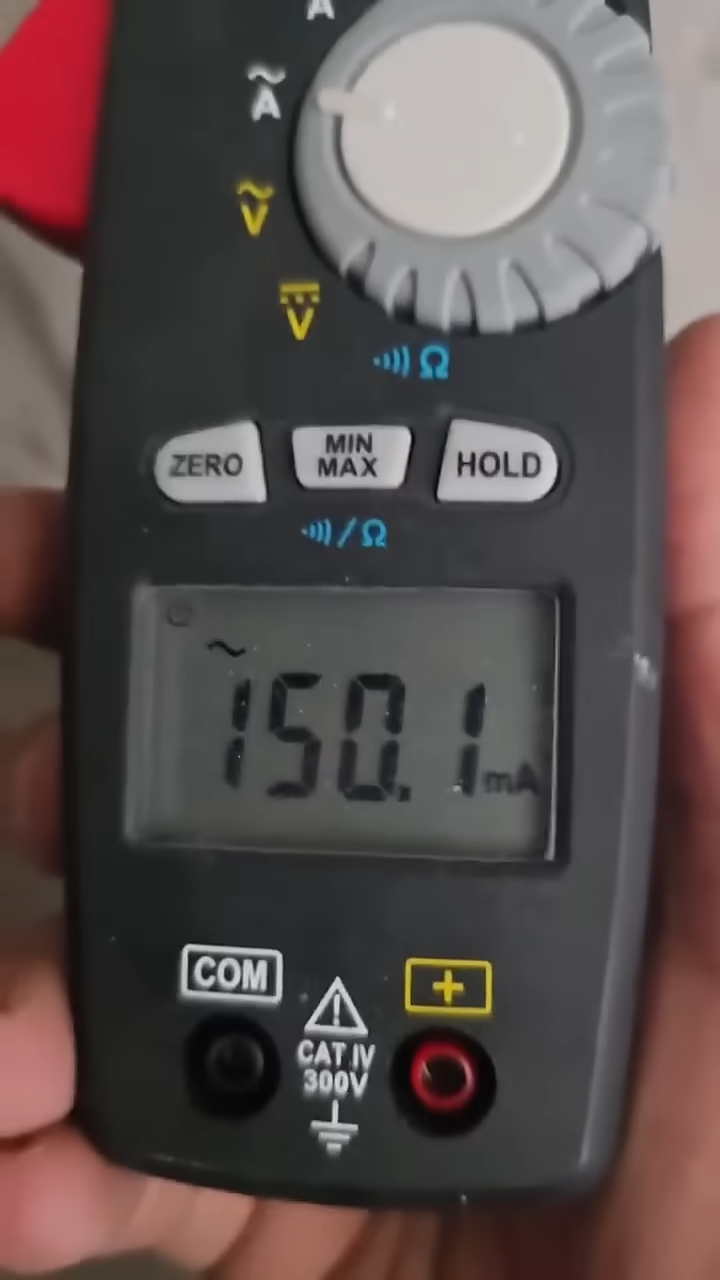 A
~
A
~
V
V
Ω
ZERO
MIN
MAX
HOLD
/Ω
~
150.1 mA
COM
+
!
CAT IV
300V